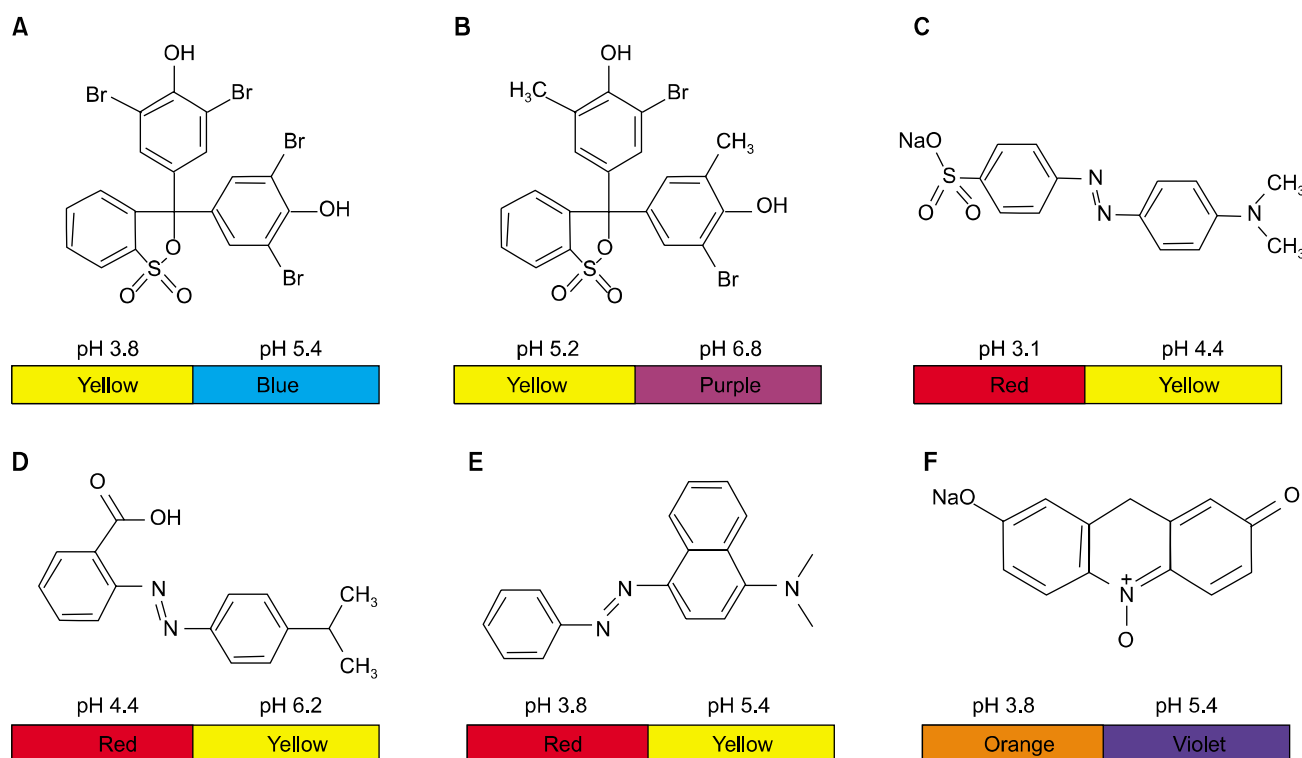 A
OH
Br
Br
Br
OH
O
S
O
O
Br
pH 3.8 pH 5.4
Yellow Blue
B
OH
H3C
Br
CH3
OH
O
S
O
O
Br
pH 5.2 pH 6.8
Yellow Purple
C
NaO
S
O
O
N
N
N
CH3
CH3
pH 3.1 pH 4.4
Red Yellow
D
O
OH
N
N
CH3
CH3
pH 4.4 pH 6.2
Red Yellow
E
N
N
N
pH 3.8 pH 5.4
Red Yellow
F
NaO
O
N
+
O
pH 3.8 pH 5.4
Orange Violet